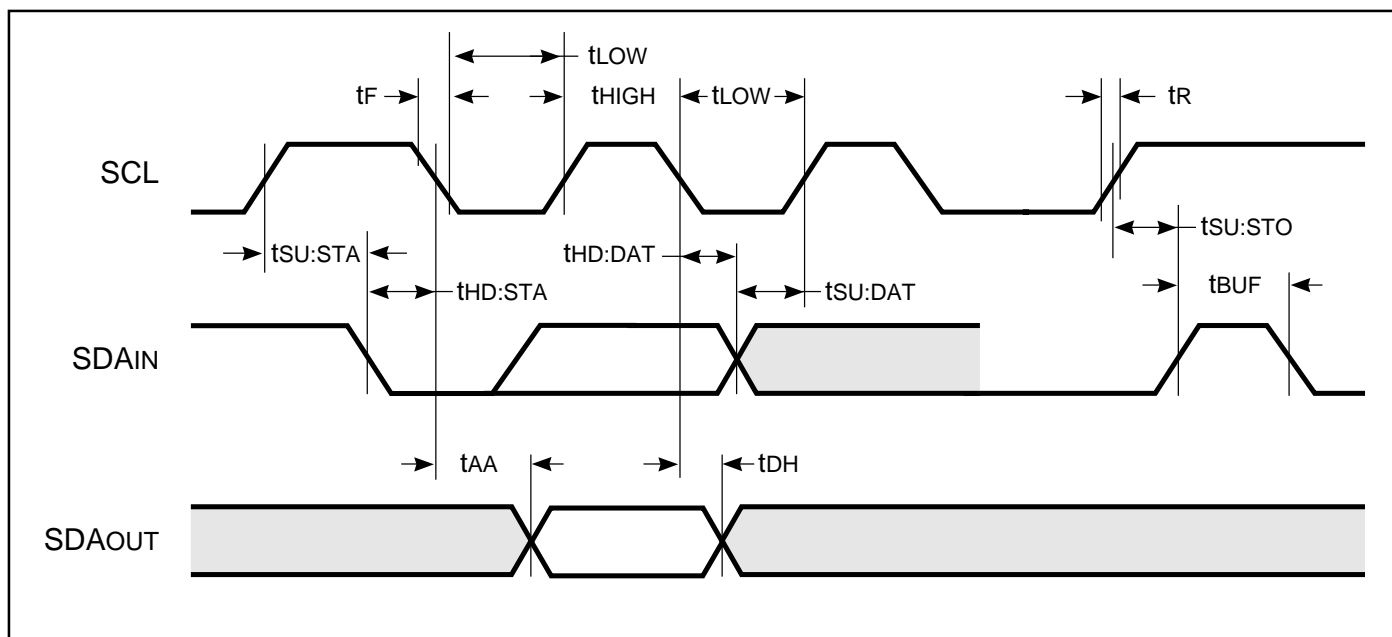 tLOW
tF
tHIGH
tLOW
tR
SCL
tSU:STA
tHD:DAT
tSU:STO
tHD:STA
tSU:DAT
tBUF
SDAIN
tAA
tDH
SDAOUT